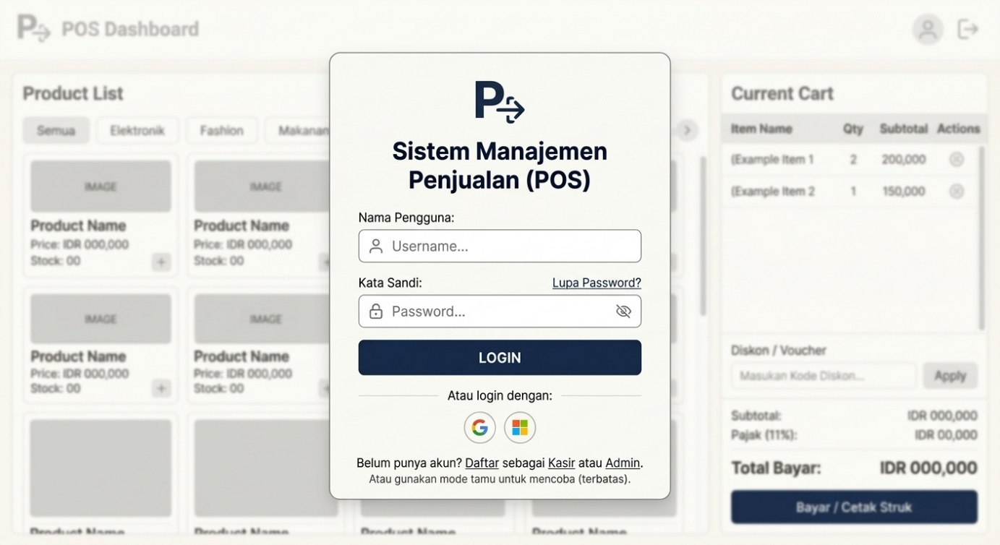 P
POS Dashboard
Product List
Semua
Elektronik
Fashion
Makanan
IMAGE
IMAGE
Product Name
Product Name
Price: IDR 000,000
Price: IDR 000,000
Stock: 00
Stock: 00
+
IMAGE
IMAGE
Product Name
Product Name
Price: IDR 000,000
Price: IDR 000,000
Stock: 00
Stock: 00
+
Product Name
Product Name
Product Name
Product Name
P
Sistem Manajemen
Penjualan (POS)
Nama Pengguna:
Username...
Kata Sandi:
Lupa Password?
Password...
LOGIN
Atau login dengan:
G
Belum punya akun? Daftar sebagai Kasir atau Admin.
Atau gunakan mode tamu untuk mencoba (terbatas).
Current Cart
Item Name Qty Subtotal Actions
(Example Item 1 2 200,000
(Example Item 2 1 150,000
Diskon / Voucher
Masukan Kode Diskon...
Apply
Subtotal: IDR 000,000
Pajak (11%): IDR 00,000
Total Bayar: IDR 000,000
Bayar / Cetak Struk